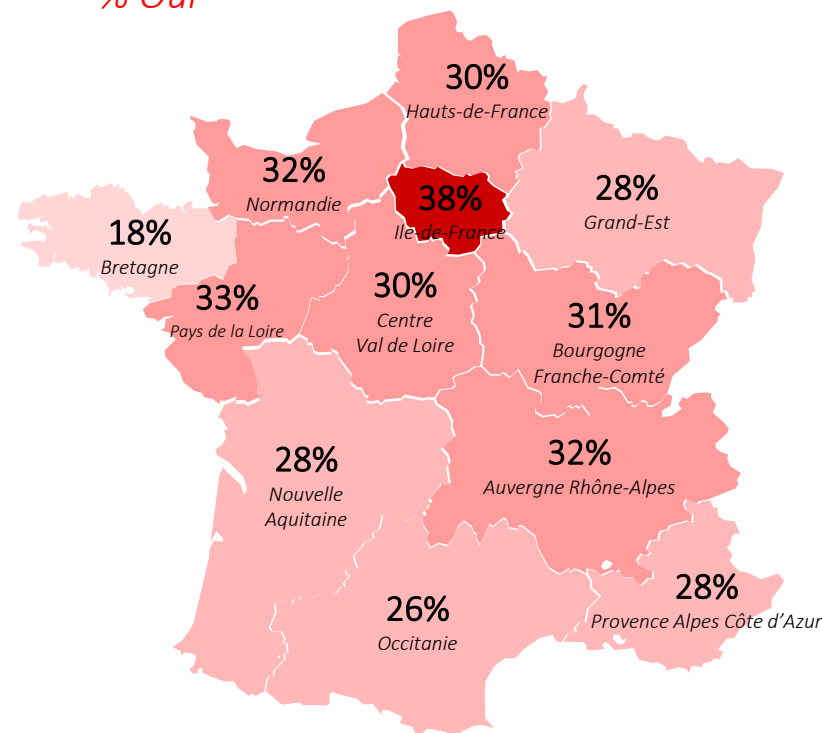 % Oui
30%
Hauts-de-France
32%
Normandie
38%
Ile-de-France
28%
Grand-Est
18%
Bretagne
33%
Pays de la Loire
30%
Centre
Val de Loire
31%
Bourgogne
Franche-Comté
28%
Nouvelle
Aquitaine
32%
Auvergne Rhône-Alpes
26%
Occitanie
28%
Provence Alpes Côte d’Azur